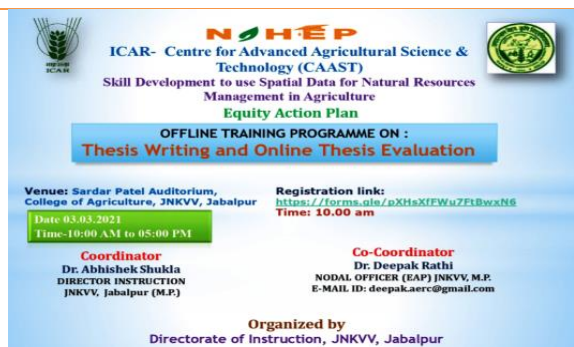 NAHEP
ICAR
ICAR- Centre for Advanced Agricultural Science &
Technology (CAAST)
Skill Development to use Spatial Data for Natural Resources
Management in Agriculture
Equity Action Plan
OFFLINE TRAINING PROGRAMME ON :
Thesis Writing and Online Thesis Evaluation
Venue: Sardar Patel Auditorium,
College of Agriculture, JNKVV, Jabalpur
Date 03.03.2021
Time-10:00 AM to 05:00 PM
Registration link:
https://forms.gle/pXHsXfFWu7FtBwxN6
Time: 10.00 am
Coordinator
Dr. Abhishek Shukla
DIRECTOR INSTRUCTION
JNKVV, Jabalpur (M.P.)
Co-Coordinator
Dr. Deepak Rathi
NODAL OFFICER (EAP) JNKVV, M.P.
E-MAIL ID: deepak.aerc@gmail.com
Organized by
Directorate of Instruction, JNKVV, Jabalpur